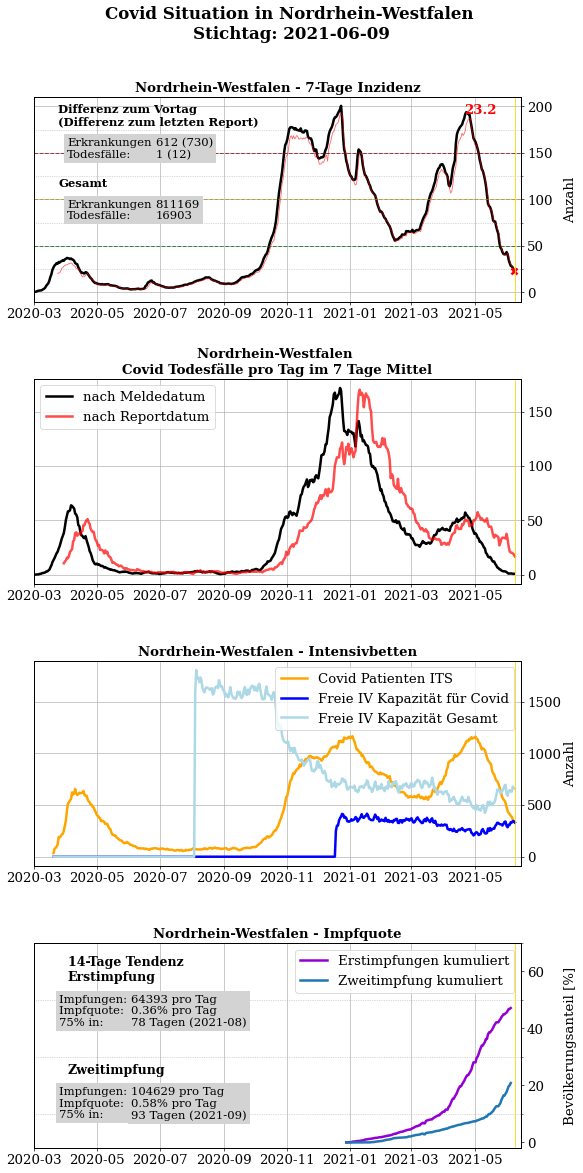 Covid Situation in Nordrhein-Westfalen
Stichtag: 2021-06-09
Nordrhein-Westfalen - 7-Tage Inzidenz
Differenz zum Vortag
(Differenz zum letzten Report)
Erkrankungen 612 (730)
Todesfälle: 1 (12)
Gesamt
Erkrankungen 811169
Todesfälle: 16903
23.2
200
150
100
50
0
Anzahl
2020-03 2020-05 2020-07 2020-09 2020-11 2021-01 2021-03 2021-05
Nordrhein-Westfalen
Covid Todesfälle pro Tag im 7 Tage Mittel
nach Meldedatum
nach Reportdatum
150
100
50
0
2020-03 2020-05 2020-07 2020-09 2020-11 2021-01 2021-03 2021-05
Nordrhein-Westfalen - Intensivbetten
Covid Patienten ITS
Freie IV Kapazität für Covid
Freie IV Kapazität Gesamt
1500
1000
500
0
Anzahl
2020-03 2020-05 2020-07 2020-09 2020-11 2021-01 2021-03 2021-05
Nordrhein-Westfalen - Impfquote
14-Tage Tendenz
Erstimpfung
Impfungen: 64393 pro Tag
Impfquote: 0.36% pro Tag
75% in: 78 Tagen (2021-08)
Zweitimpfung
Impfungen: 104629 pro Tag
Impfquote: 0.58% pro Tag
75% in: 93 Tagen (2021-09)
Erstimpfungen kumuliert
Zweitimpfung kumuliert
60
40
20
0
Bevölkerungsanteil [%]
2020-03 2020-05 2020-07 2020-09 2020-11 2021-01 2021-03 2021-05